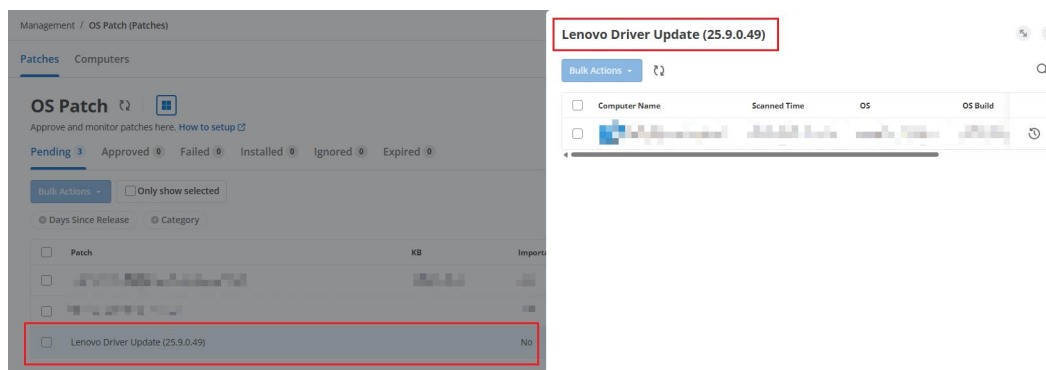 Management / OS Patch (Patches)
Patches Computers
OS Patch
Approve and monitor patches here. How to setup
Pending 3 Approved 0 Failed 0 Installed 0 Ignored 0 Expired 0
Bulk Actions Only show selected
Days Since Release Category
Patch KB Importa
Lenovo Driver Update (25.9.0.49) No
Lenovo Driver Update (25.9.0.49)
Bulk Actions
Computer Name Scanned Time OS OS Build